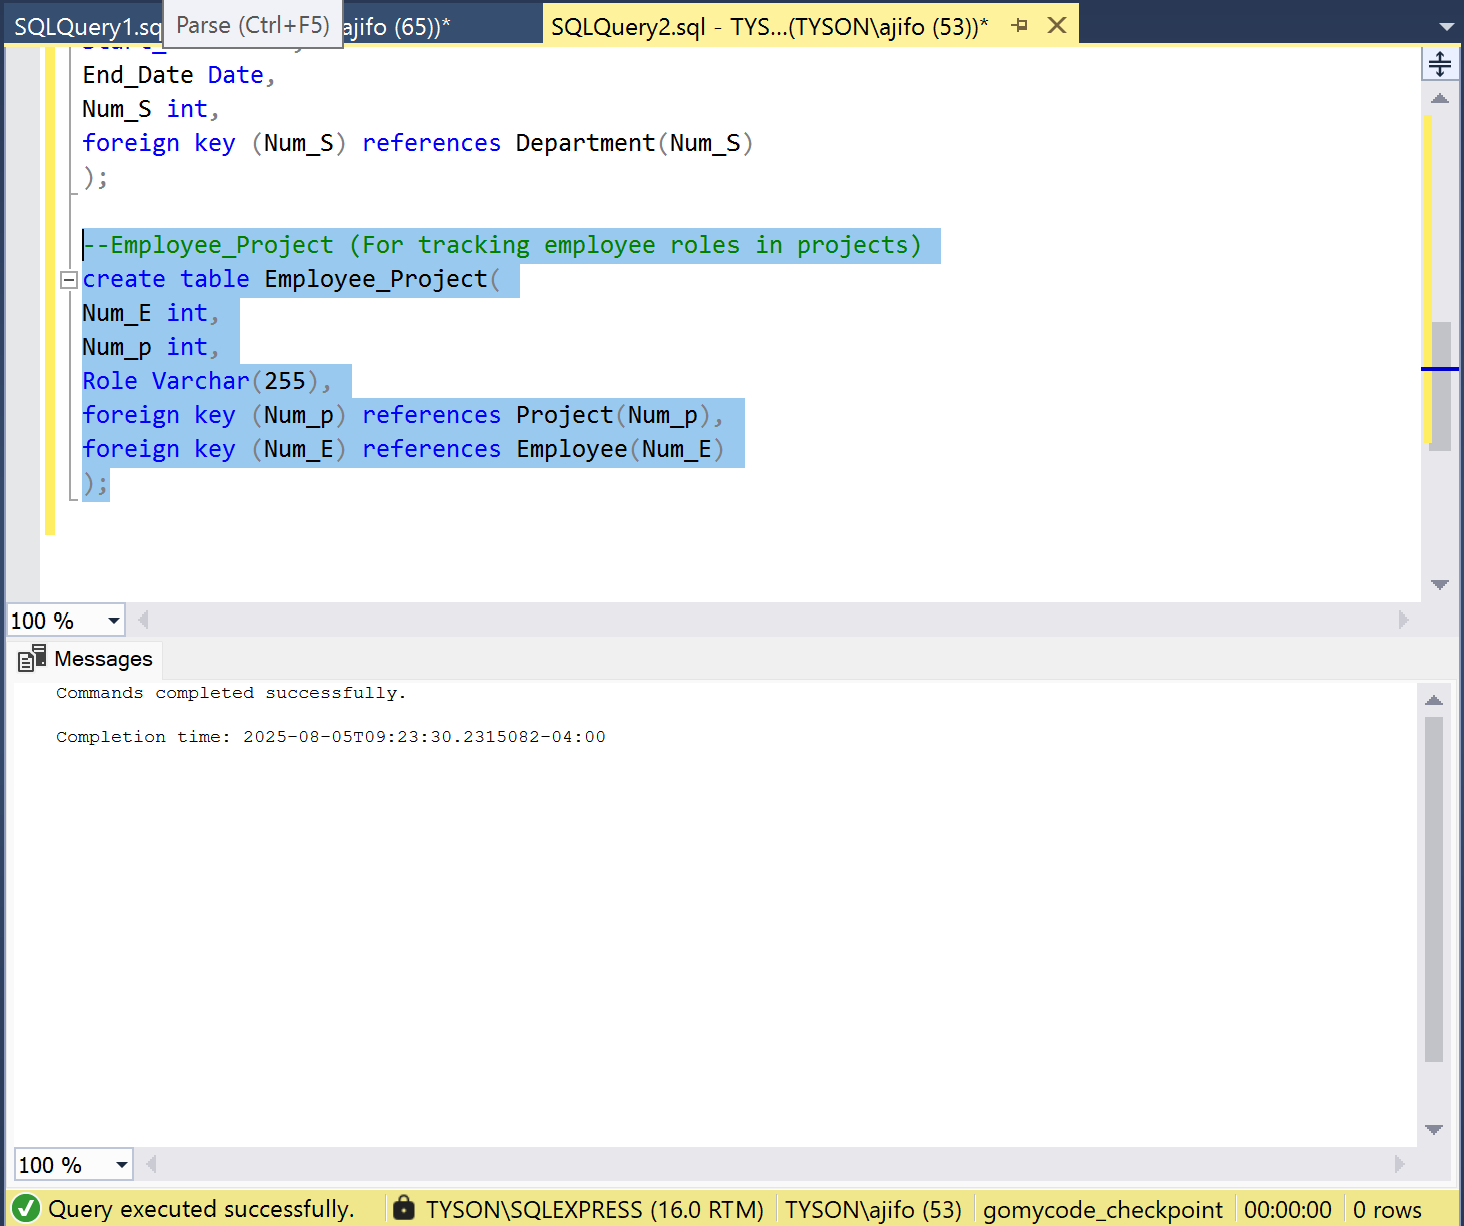 SQLQuery1.sq
Parse (Ctrl+F5)
ajifo (65))*
SQLQuery2.sql - TYS...(TYSON\ajifo (53))*
End_Date Date,
Num_S int,
foreign key (Num_S) references Department(Num_S)
);
--Employee_Project (For tracking employee roles in projects)
create table Employee_Project(
Num_E int,
Num_p int,
Role Varchar(255),
foreign key (Num_p) references Project(Num_p),
foreign key (Num_E) references Employee(Num_E)
);
100 %
Messages
Commands completed successfully.
Completion time: 2025-08-05T09:23:30.2315082-04:00
100 %
Query executed successfully.
TYSON\SQLEXPRESS (16.0 RTM)
TYSON\ajifo (53)
gomycode_checkpoint
00:00:00
0 rows